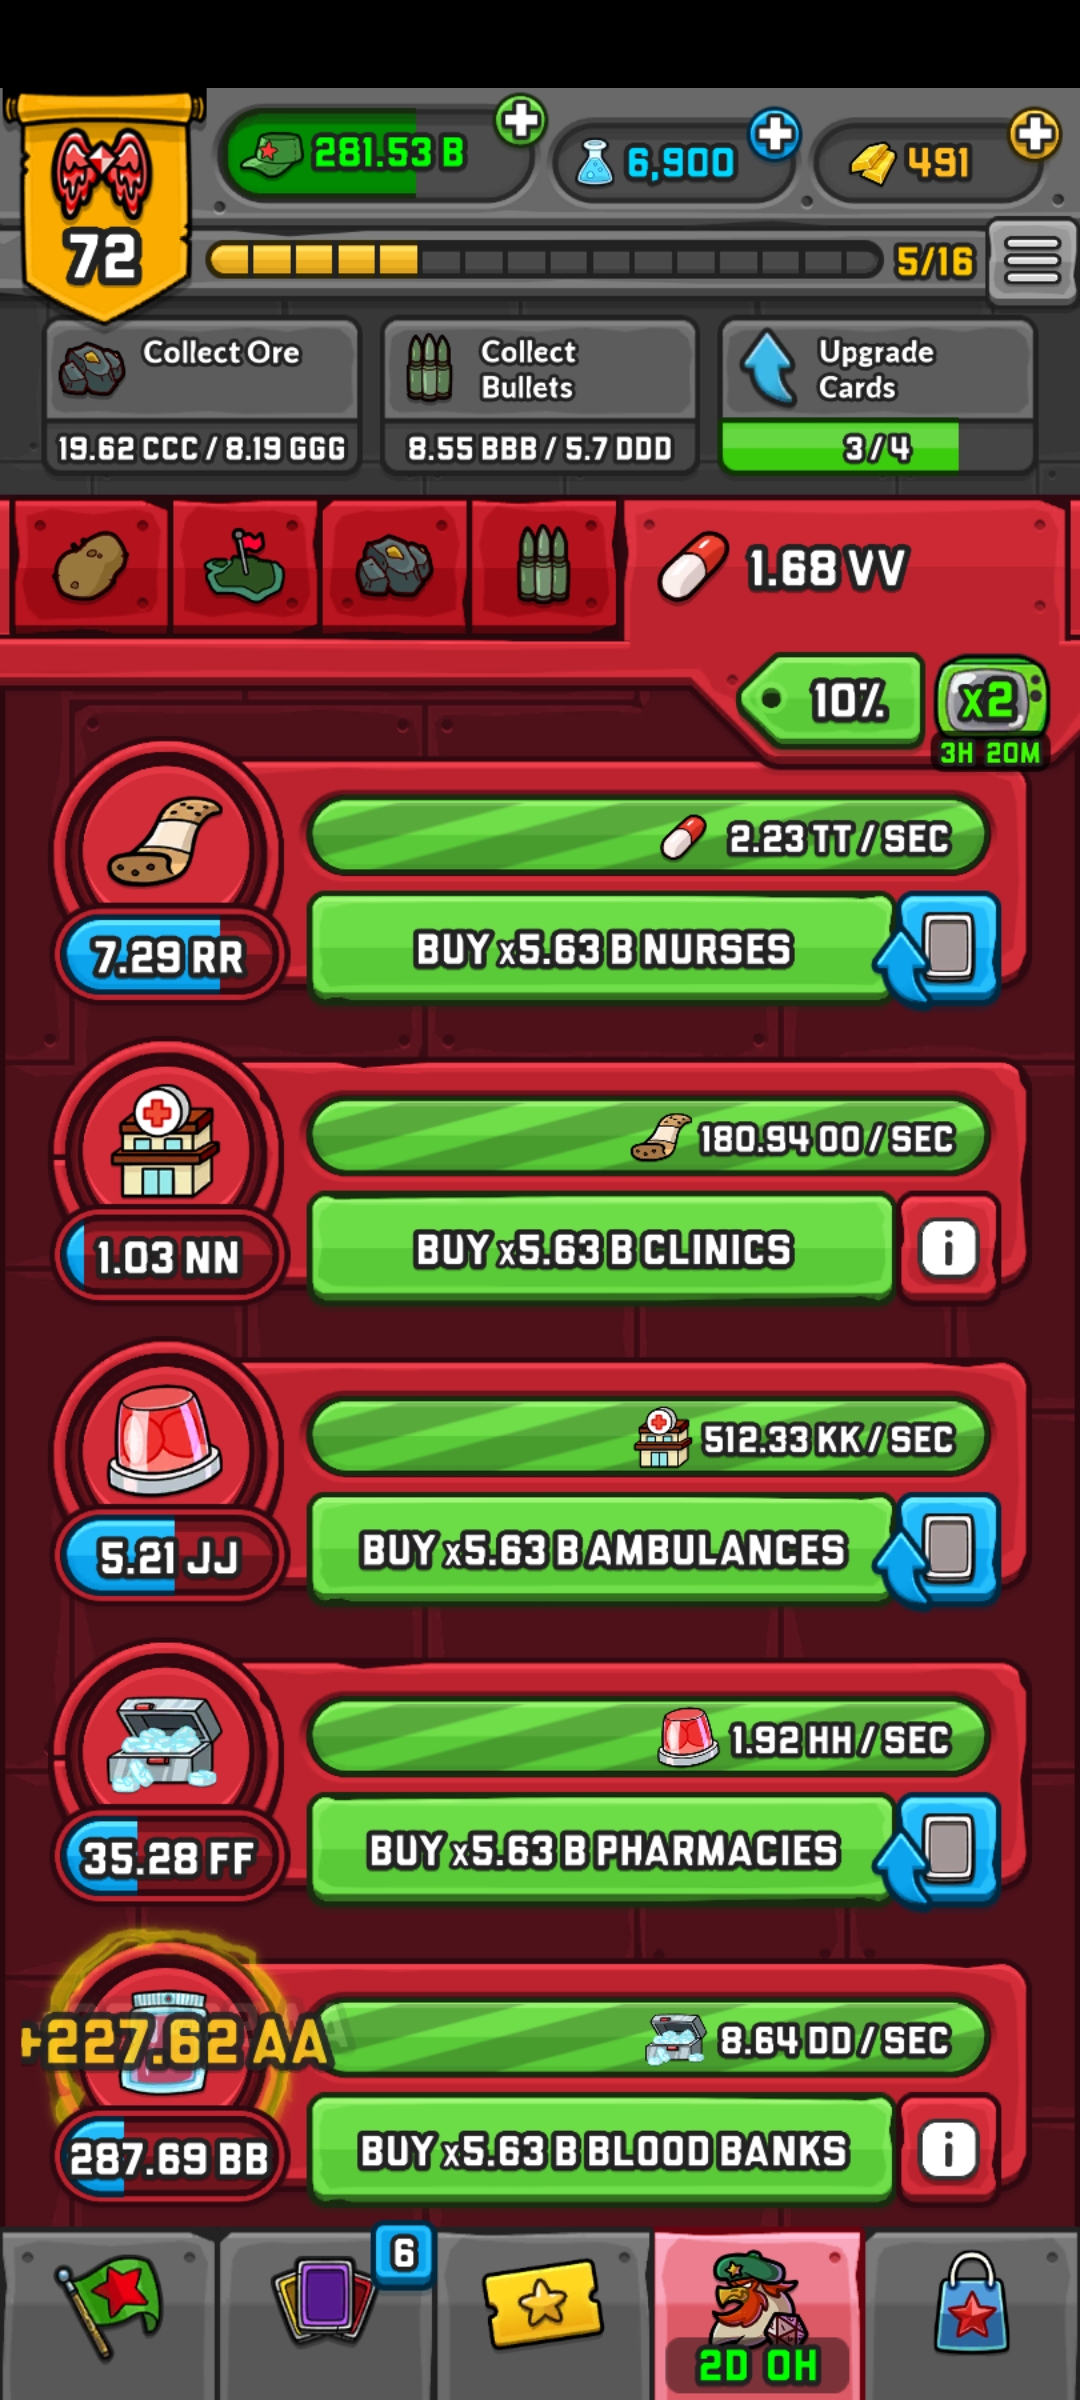 281.53 B
6,900
491
72
5/16
Collect Ore
19.62 CCC / 8.19 GGG
Collect
Bullets
8.55 BBB / 5.7 DDD
Upgrade
Cards
3/4
1.68 VV
10%
x2
3H 20M
2.23 TT / SEC
7.29 RR
BUY x5.63 B NURSES
180.94 OO / SEC
1.03 NN
BUY x5.63 B CLINICS
i
512.33 KK / SEC
5.21 JJ
BUY x5.63 B AMBULANCES
1.92 HH / SEC
35.28 FF
BUY x5.63 B PHARMACIES
+227.62 AA
8.64 DD / SEC
287.69 BB
BUY x5.63 B BLOOD BANKS
i
6
2D 0H